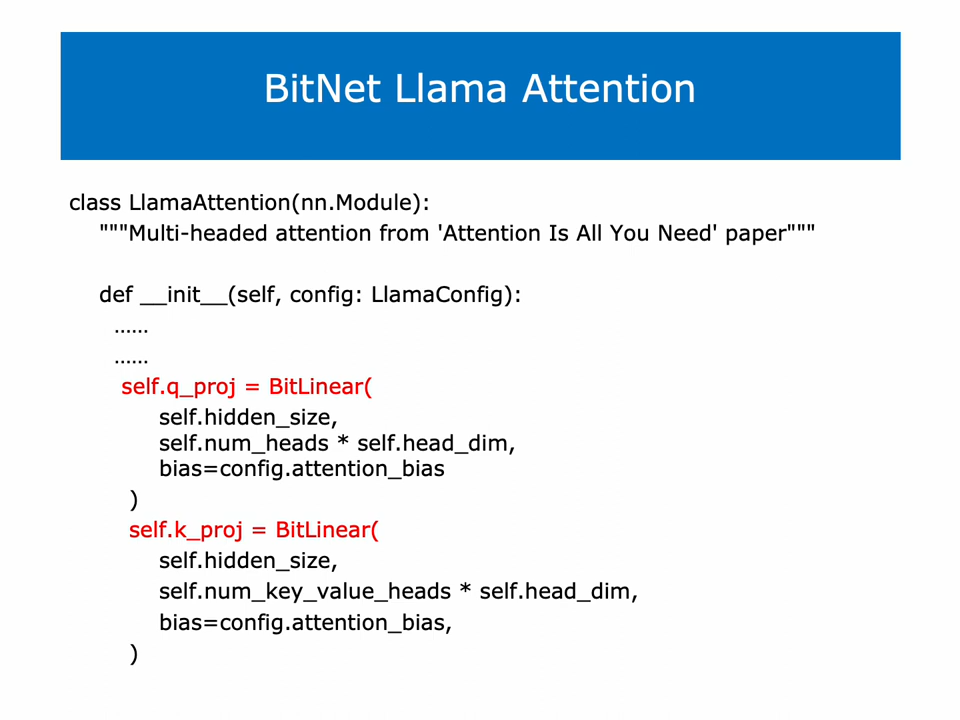 BitNet Llama Attention
class LlamaAttention(nn.Module):
"""Multi-headed attention from 'Attention Is All You Need' paper"""
def __init__(self, config: LlamaConfig):
......
......
self.q_proj = BitLinear(
self.hidden_size,
self.num_heads * self.head_dim,
bias=config.attention_bias
)
self.k_proj = BitLinear(
self.hidden_size,
self.num_key_value_heads * self.head_dim,
bias=config.attention_bias,
)